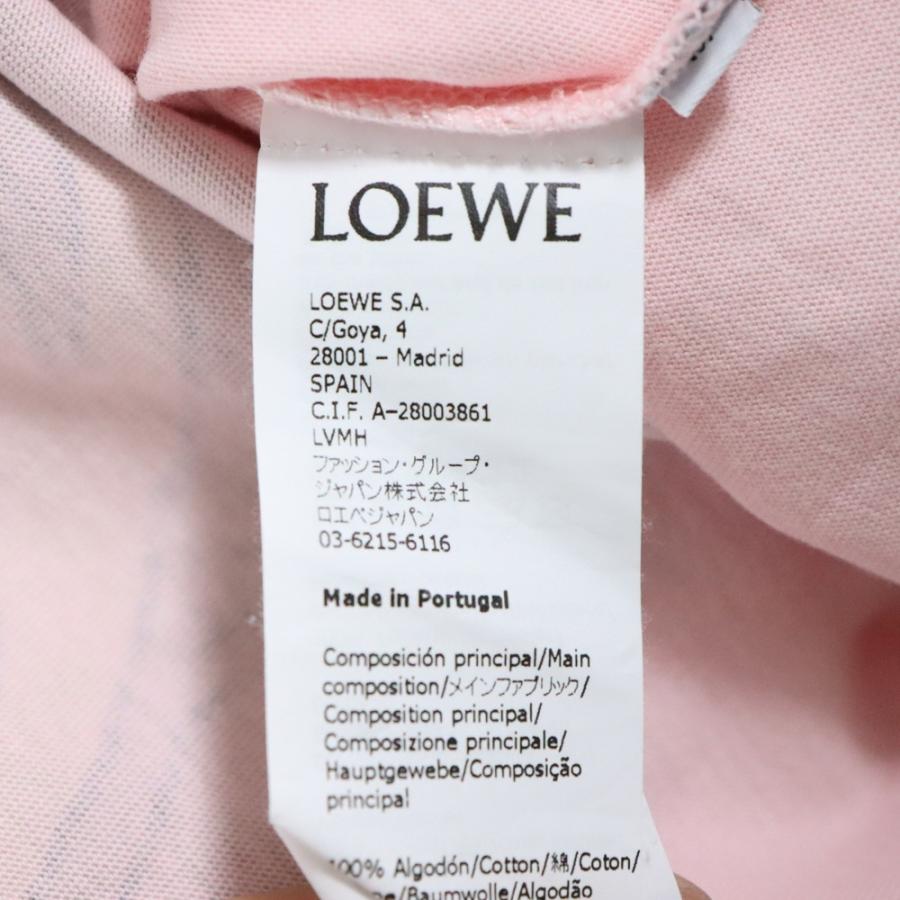 LOEWE
LOEWE S.A.
C/Goya, 4
28001 – Madrid
SPAIN
C.I.F. A–28003861
LVMH
ファッション・グループ・
ジャパン株式会社
ロエベジャパン
03-6215-6116
Made in Portugal
Composición principal/Main
composition/メインファブリック/
Composition principal/
Composizione principale/
Hauptgewebe/Composição
principal
100% Algodón/Cotton/綿/Coton/
/Baumwolle/Algodão